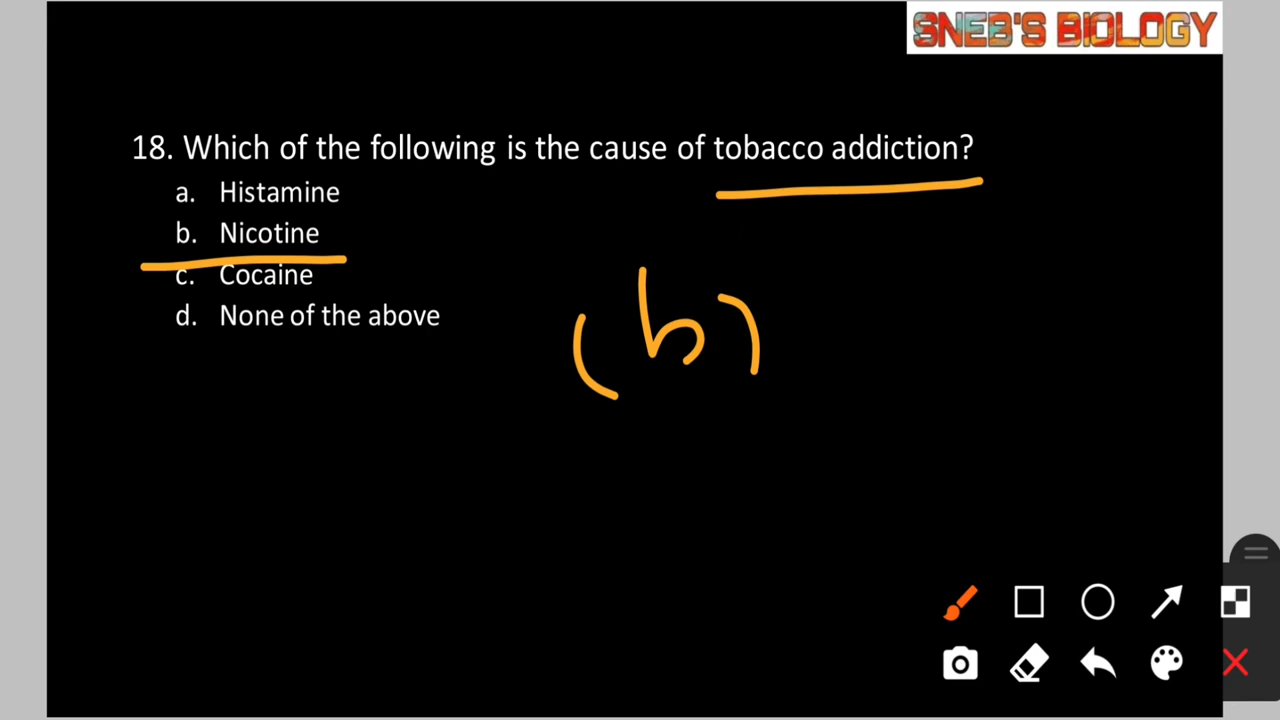 SNEB'S BIOLOGY
18. Which of the following is the cause of tobacco addiction?
a. Histamine
b. Nicotine
c. Cocaine
d. None of the above
(b)